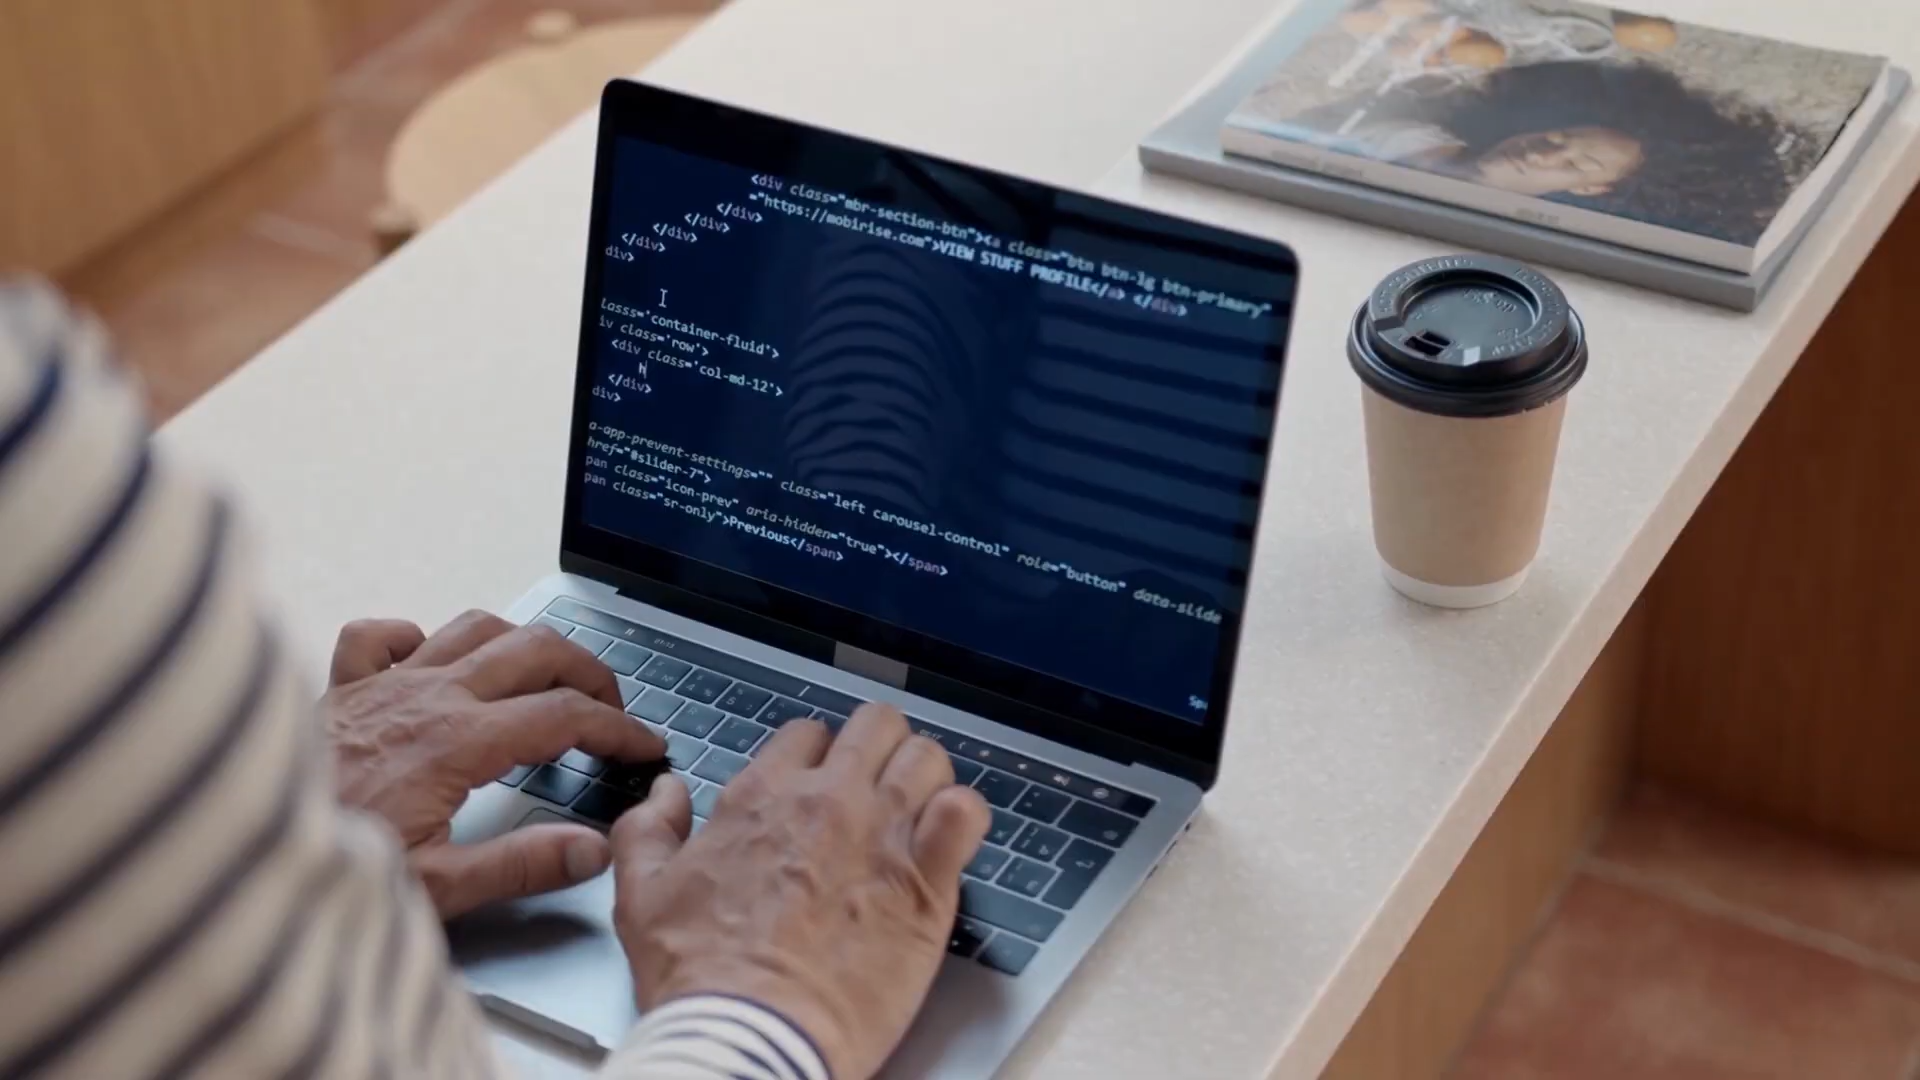 <div class="mbr-section-btn"><a class="btn btn-lg btn-primary"
="https://mobirise.com">VIEW STUFF PROFILE</a> </div>
</div>
</div>
</div>
</div>
div>
lasss='container-fluid'>
iv class='row'>
<div class='col-md-12'>
h
</div>
div>
a-app-prevent-settings="" class="left carousel-control" role="button" data-slide
href="#slider-7">
pan class="icon-prev" aria-hidden="true"></span>
pan class="sr-only">Previous</span>